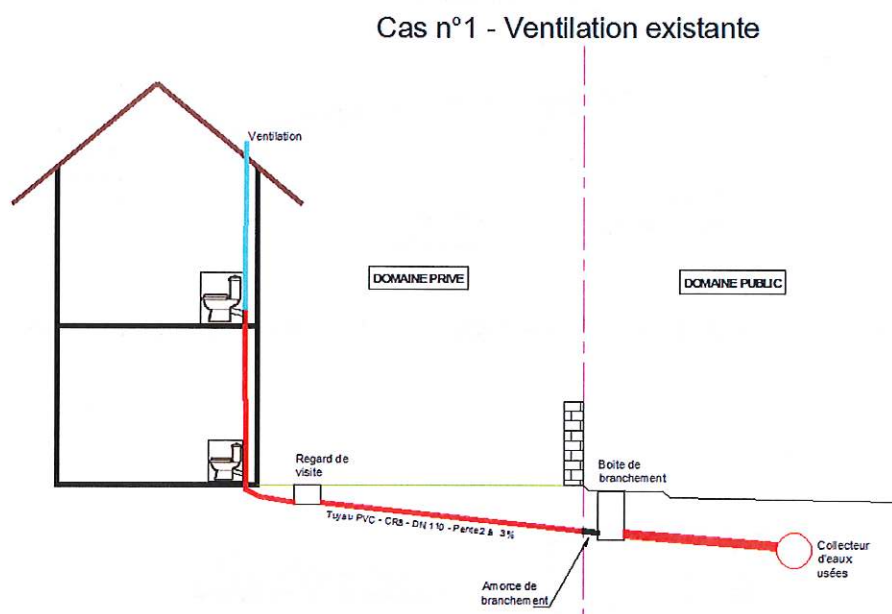 Cas n°1 - Ventilation existante
Ventilation
DOMAINE PRIVE
DOMAINE PUBLIC
Regard de
visite
Boite de
branchement
Tuyau PVC - CR8 - DN 110 - Pente 2 à 3%
Amorce de
branchement
Collecteur
d'eaux
usées